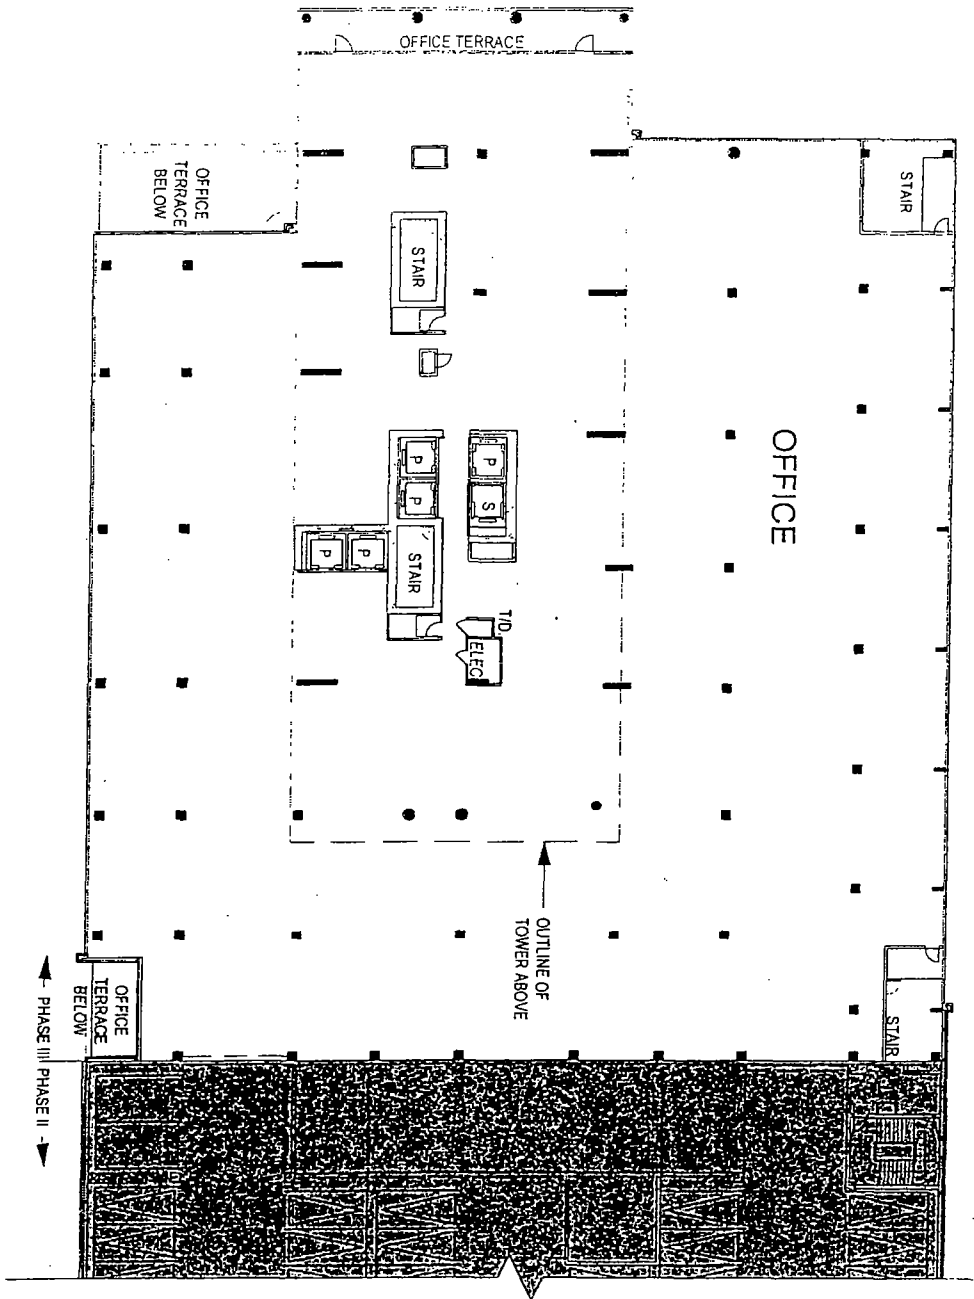 OFFICE TERRACE
OFFICE
TERRACE
BELOW
STAIR
STAIR
OFFICE
P
P
P
S
P
P
STAIR
T/D.
ELEC
OUTLINE OF
TOWER ABOVE
OFFICE
TERRACE
BELOW
STAIR
PHASE III PHASE II